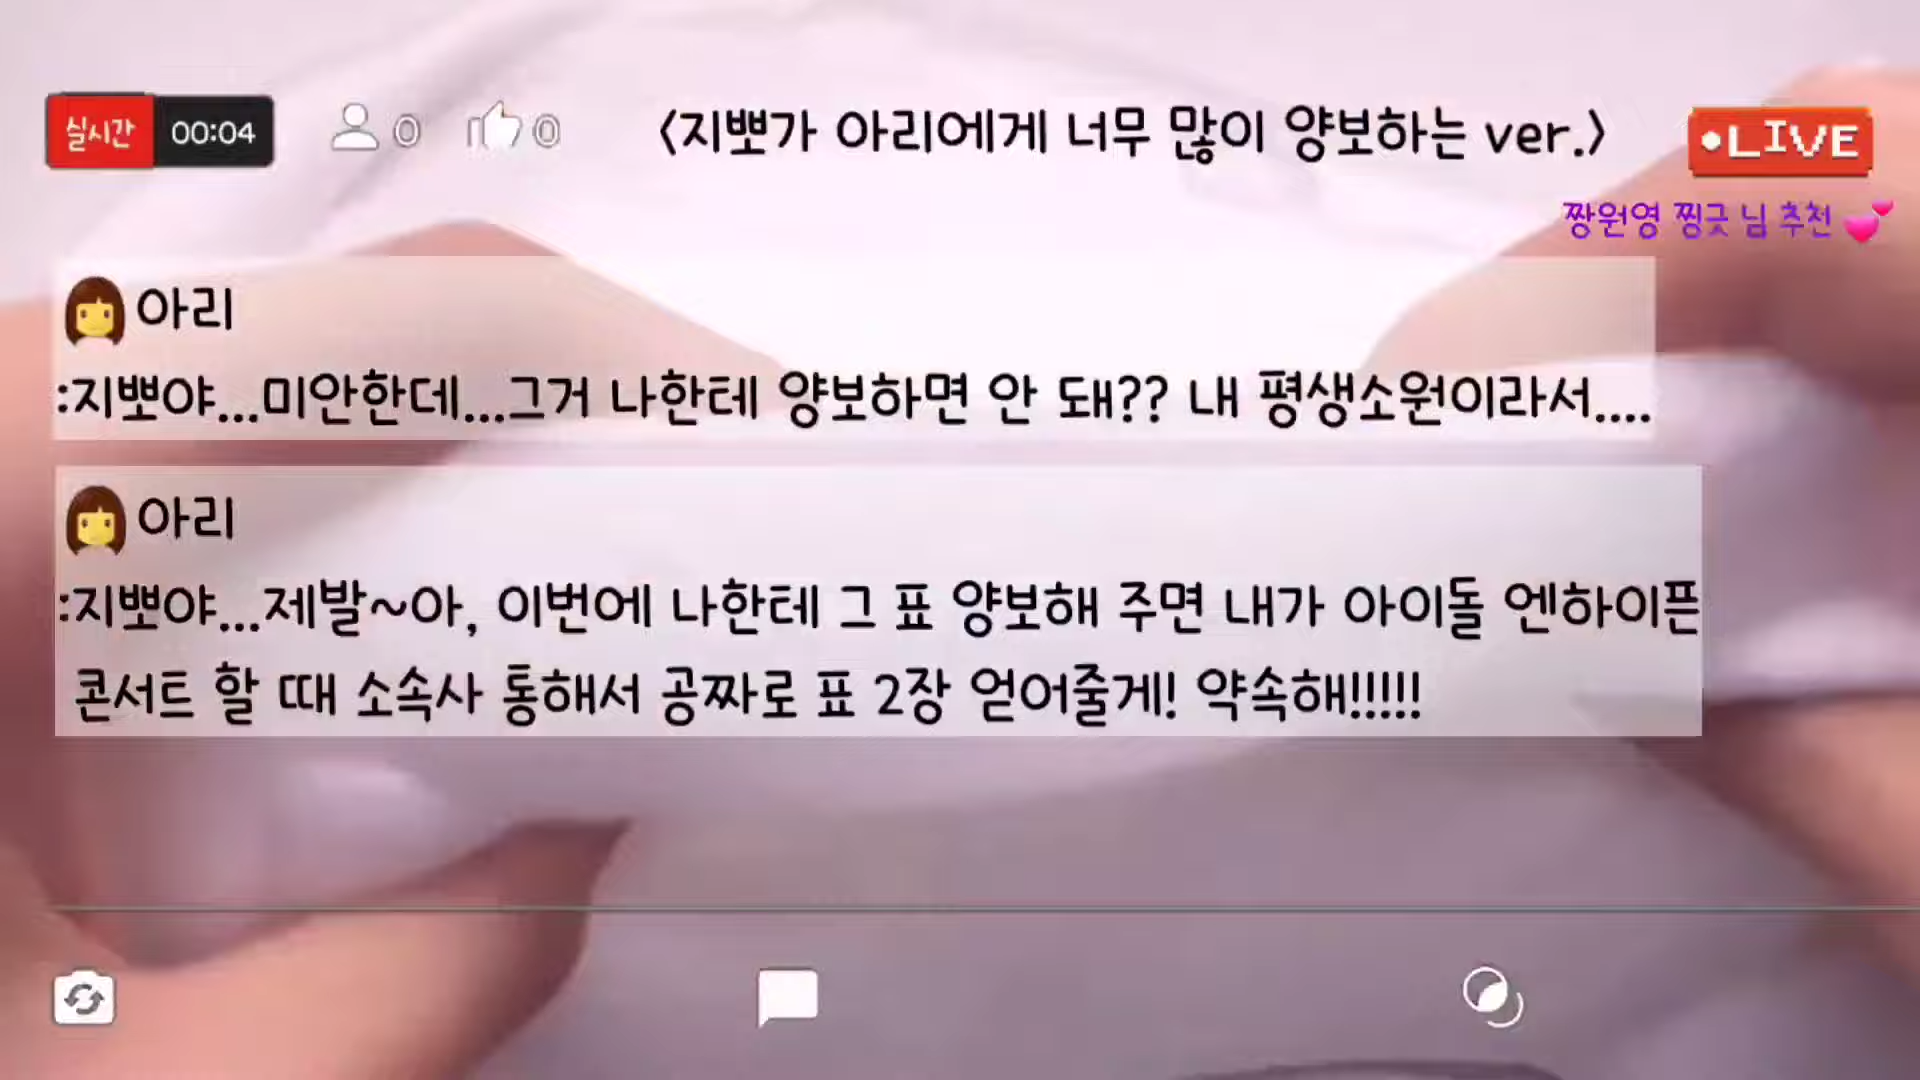 실시간 00:04 0 0 <지뽀가 아리에게 너무 많이 양보하는 ver.> •LIVE
짱원영 찡긋 님 추천 💕
아리
:지뽀야...미안한데...그거 나한테 양보하면 안 돼?? 내 평생소원이라서....
아리
:지뽀야...제발~아, 이번에 나한테 그 표 양보해 주면 내가 아이돌 엔하이픈
콘서트 할 때 소속사 통해서 공짜로 표 2장 얻어줄게! 약속해!!!!!